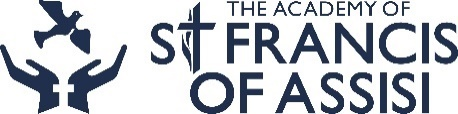 THE ACADEMY OF
ST FRANCIS
OF ASSISI